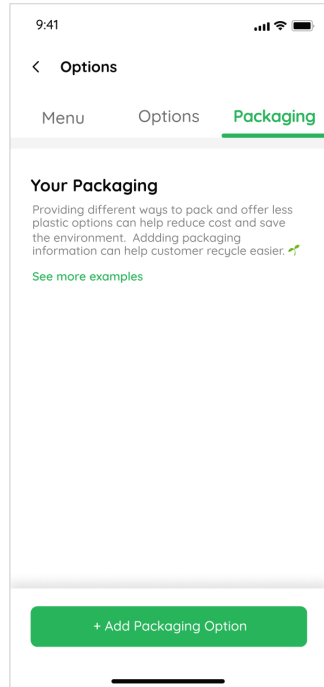 9:41
Options
Menu Options Packaging
Your Packaging
Providing different ways to pack and offer less
plastic options can help reduce cost and save
the environment. Addding packaging
information can help customer recycle easier. 🌱
See more examples
+ Add Packaging Option